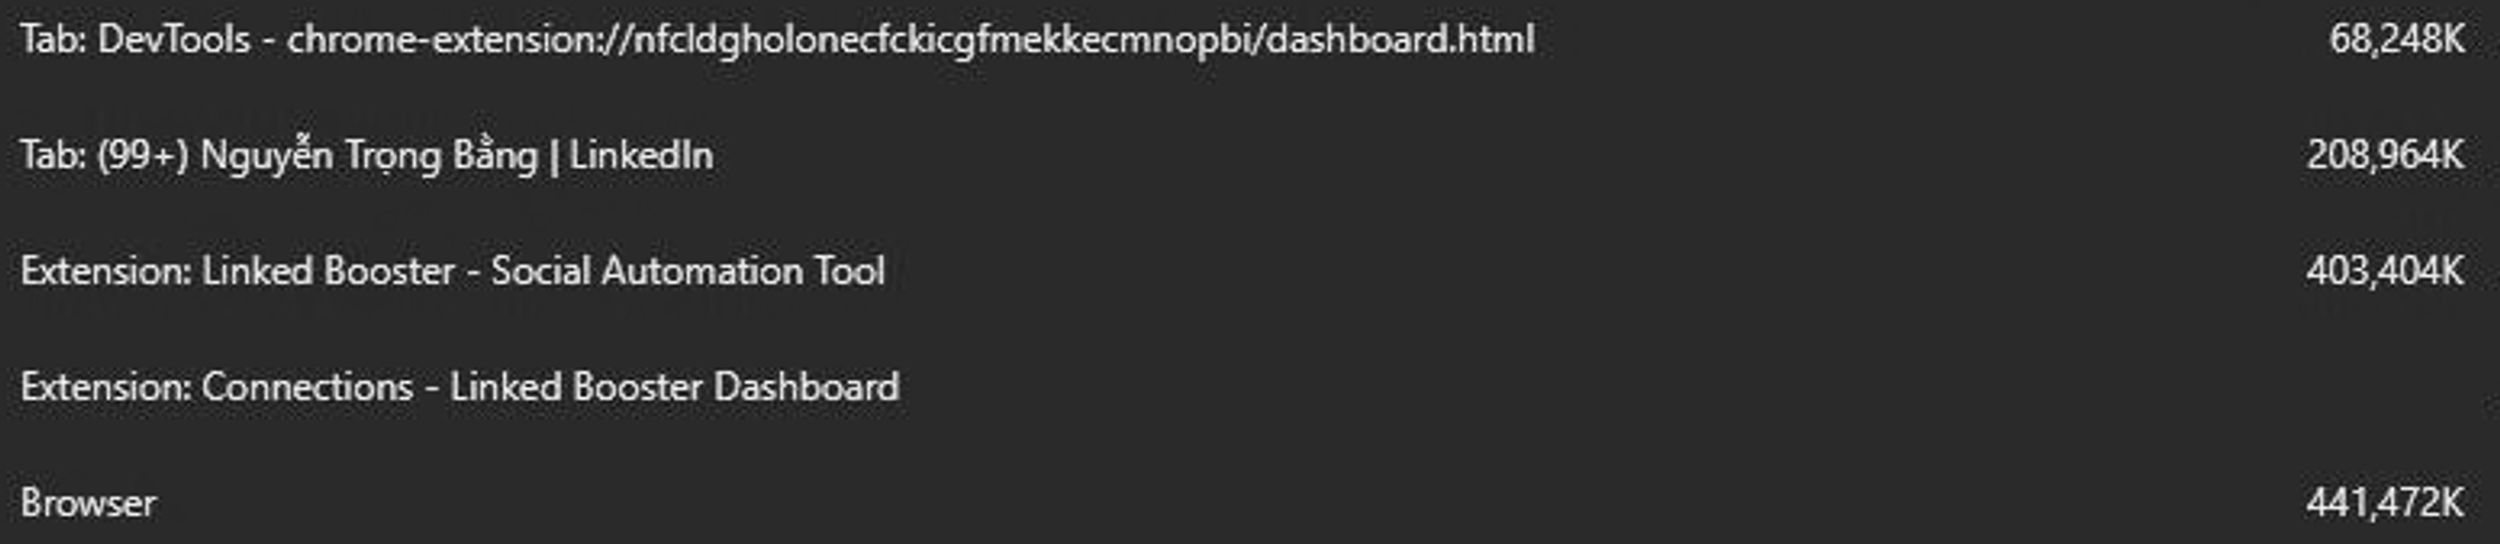 Tab: DevTools - chrome-extension://nfcldgholonecfckicgfmekkecmnopbi/dashboard.html 68,248K
Tab: (99+) Nguyễn Trọng Bằng | LinkedIn 208,964K
Extension: Linked Booster - Social Automation Tool 403,404K
Extension: Connections - Linked Booster Dashboard
Browser 441,472K